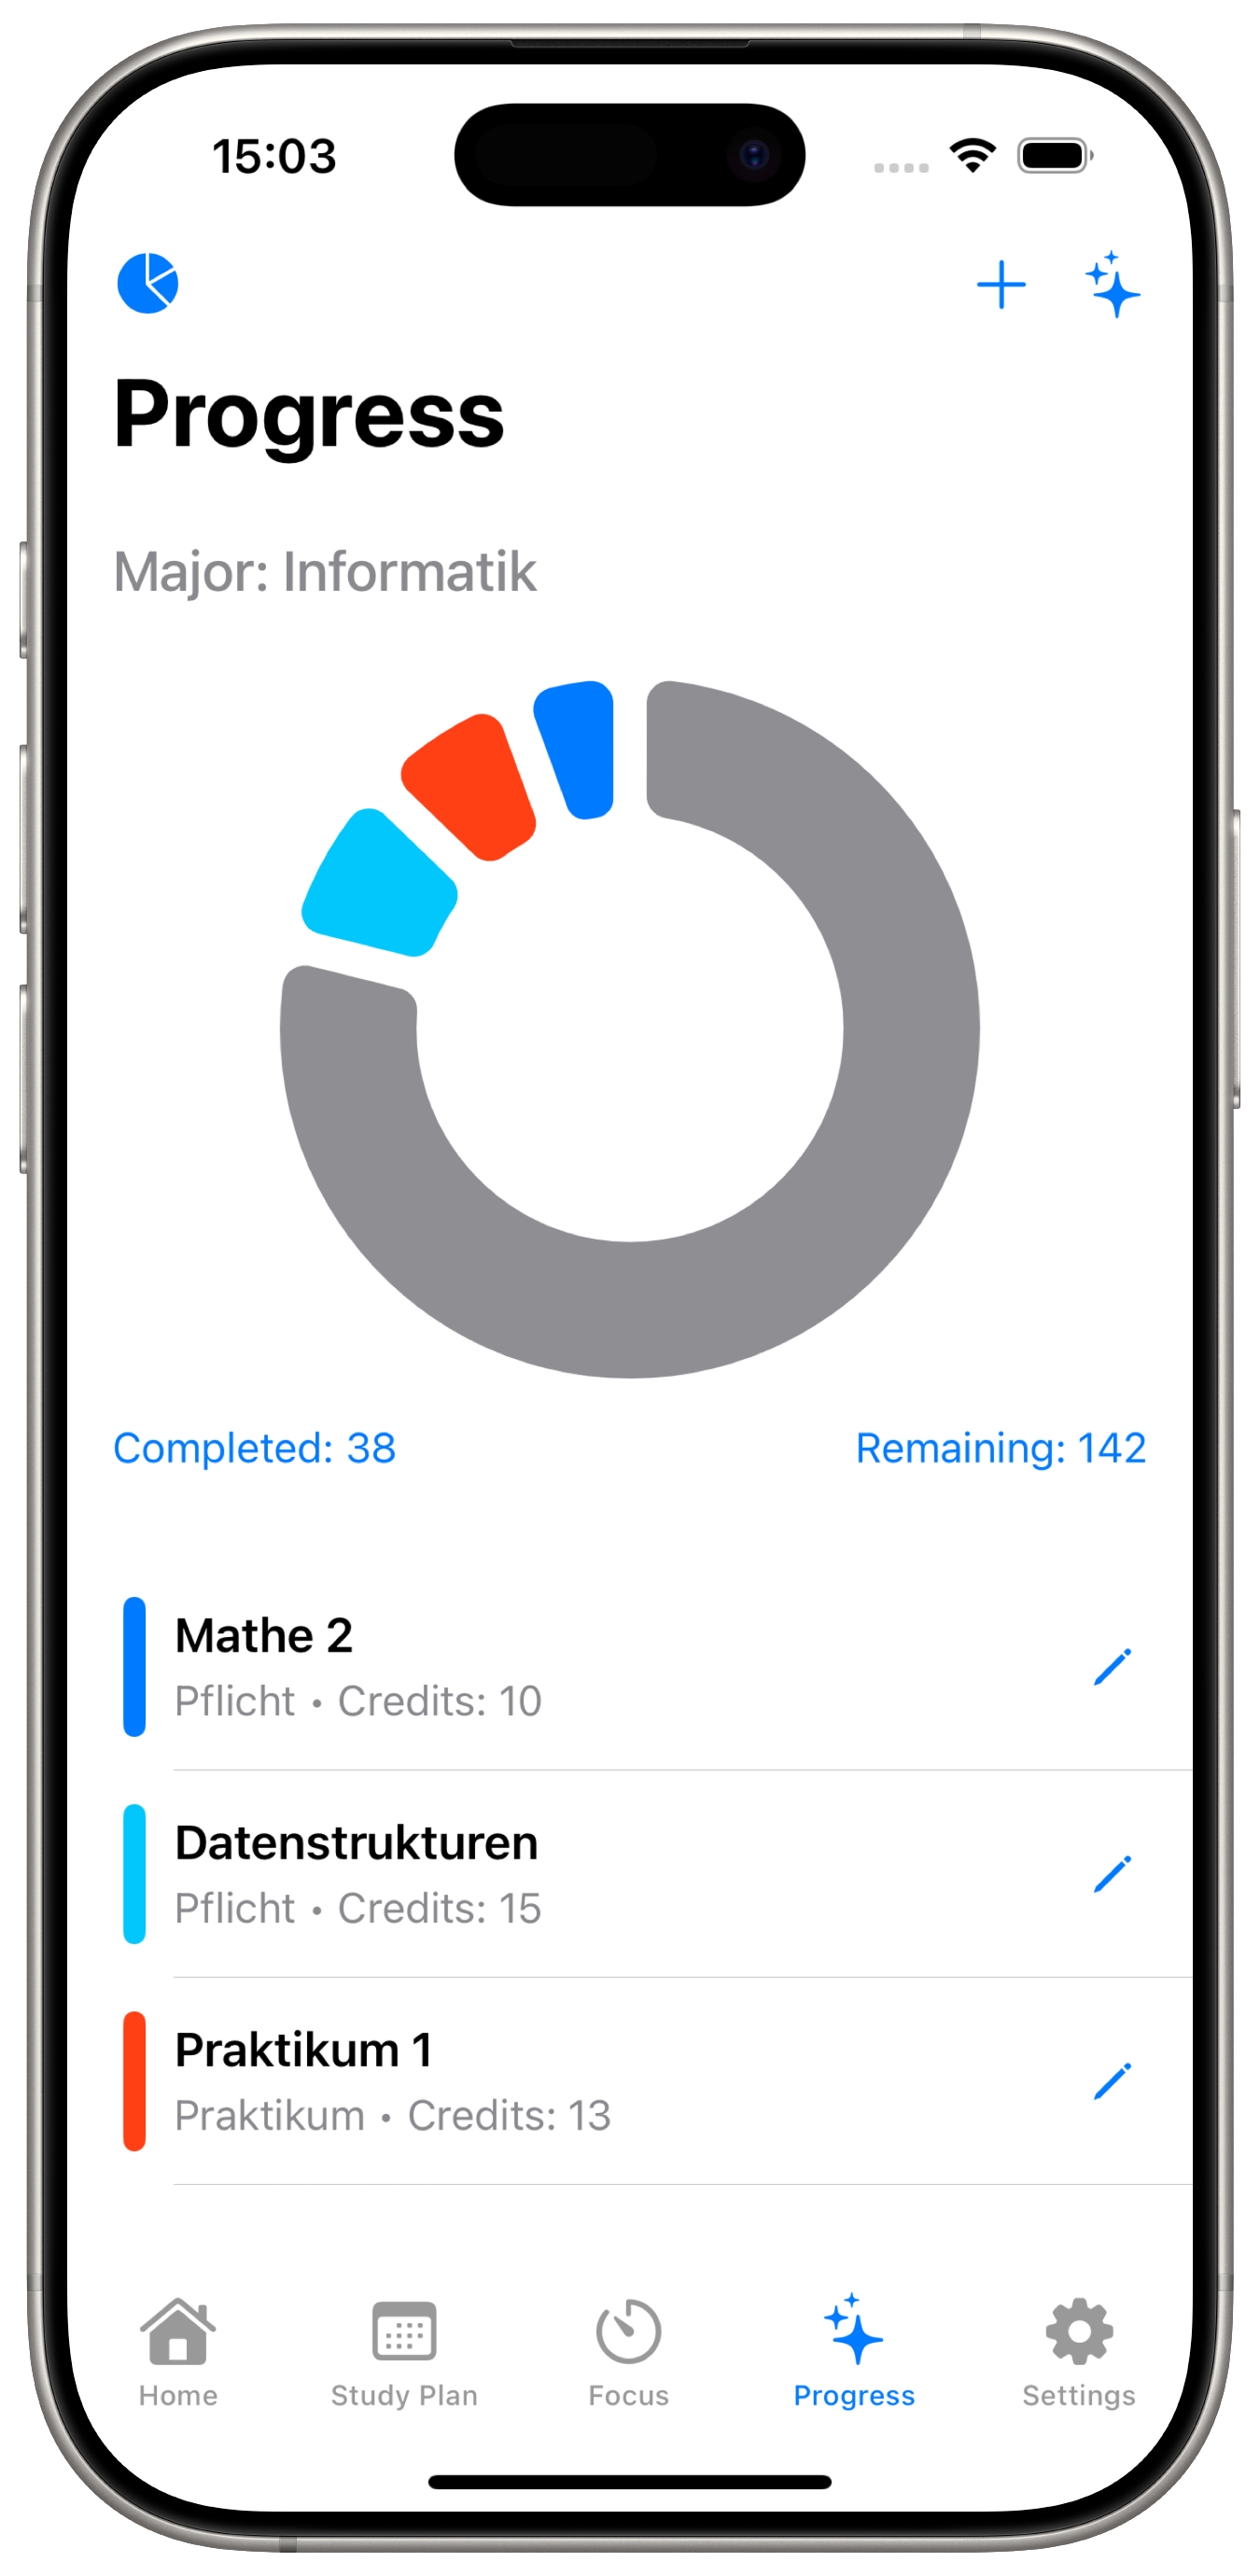 15:03
Progress
Major: Informatik
Completed: 38
Remaining: 142
Mathe 2
Pflicht • Credits: 10
Datenstrukturen
Pflicht • Credits: 15
Praktikum 1
Praktikum • Credits: 13
Home
Study Plan
Focus
Progress
Settings